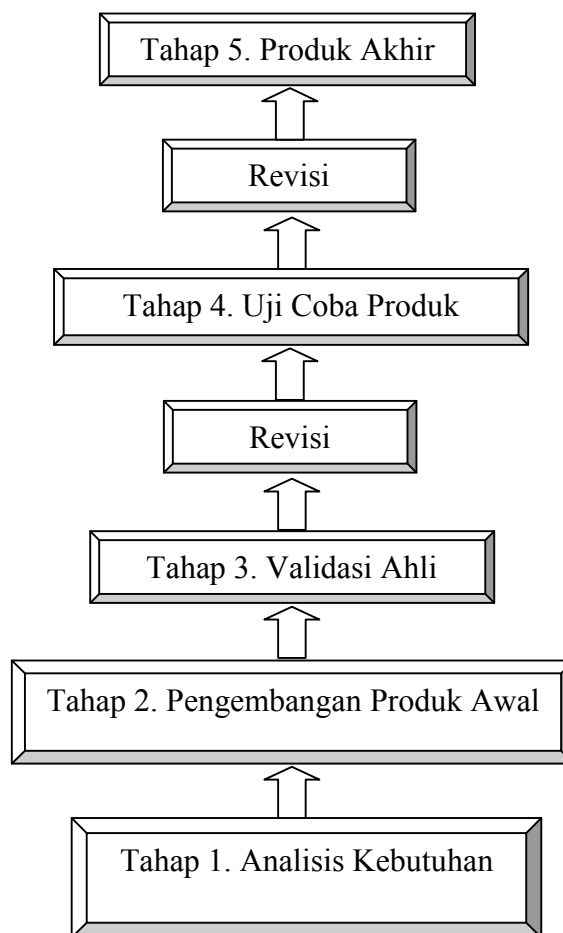 Tahap 5. Produk Akhir
Revisi
Tahap 4. Uji Coba Produk
Revisi
Tahap 3. Validasi Ahli
Tahap 2. Pengembangan Produk Awal
Tahap 1. Analisis Kebutuhan